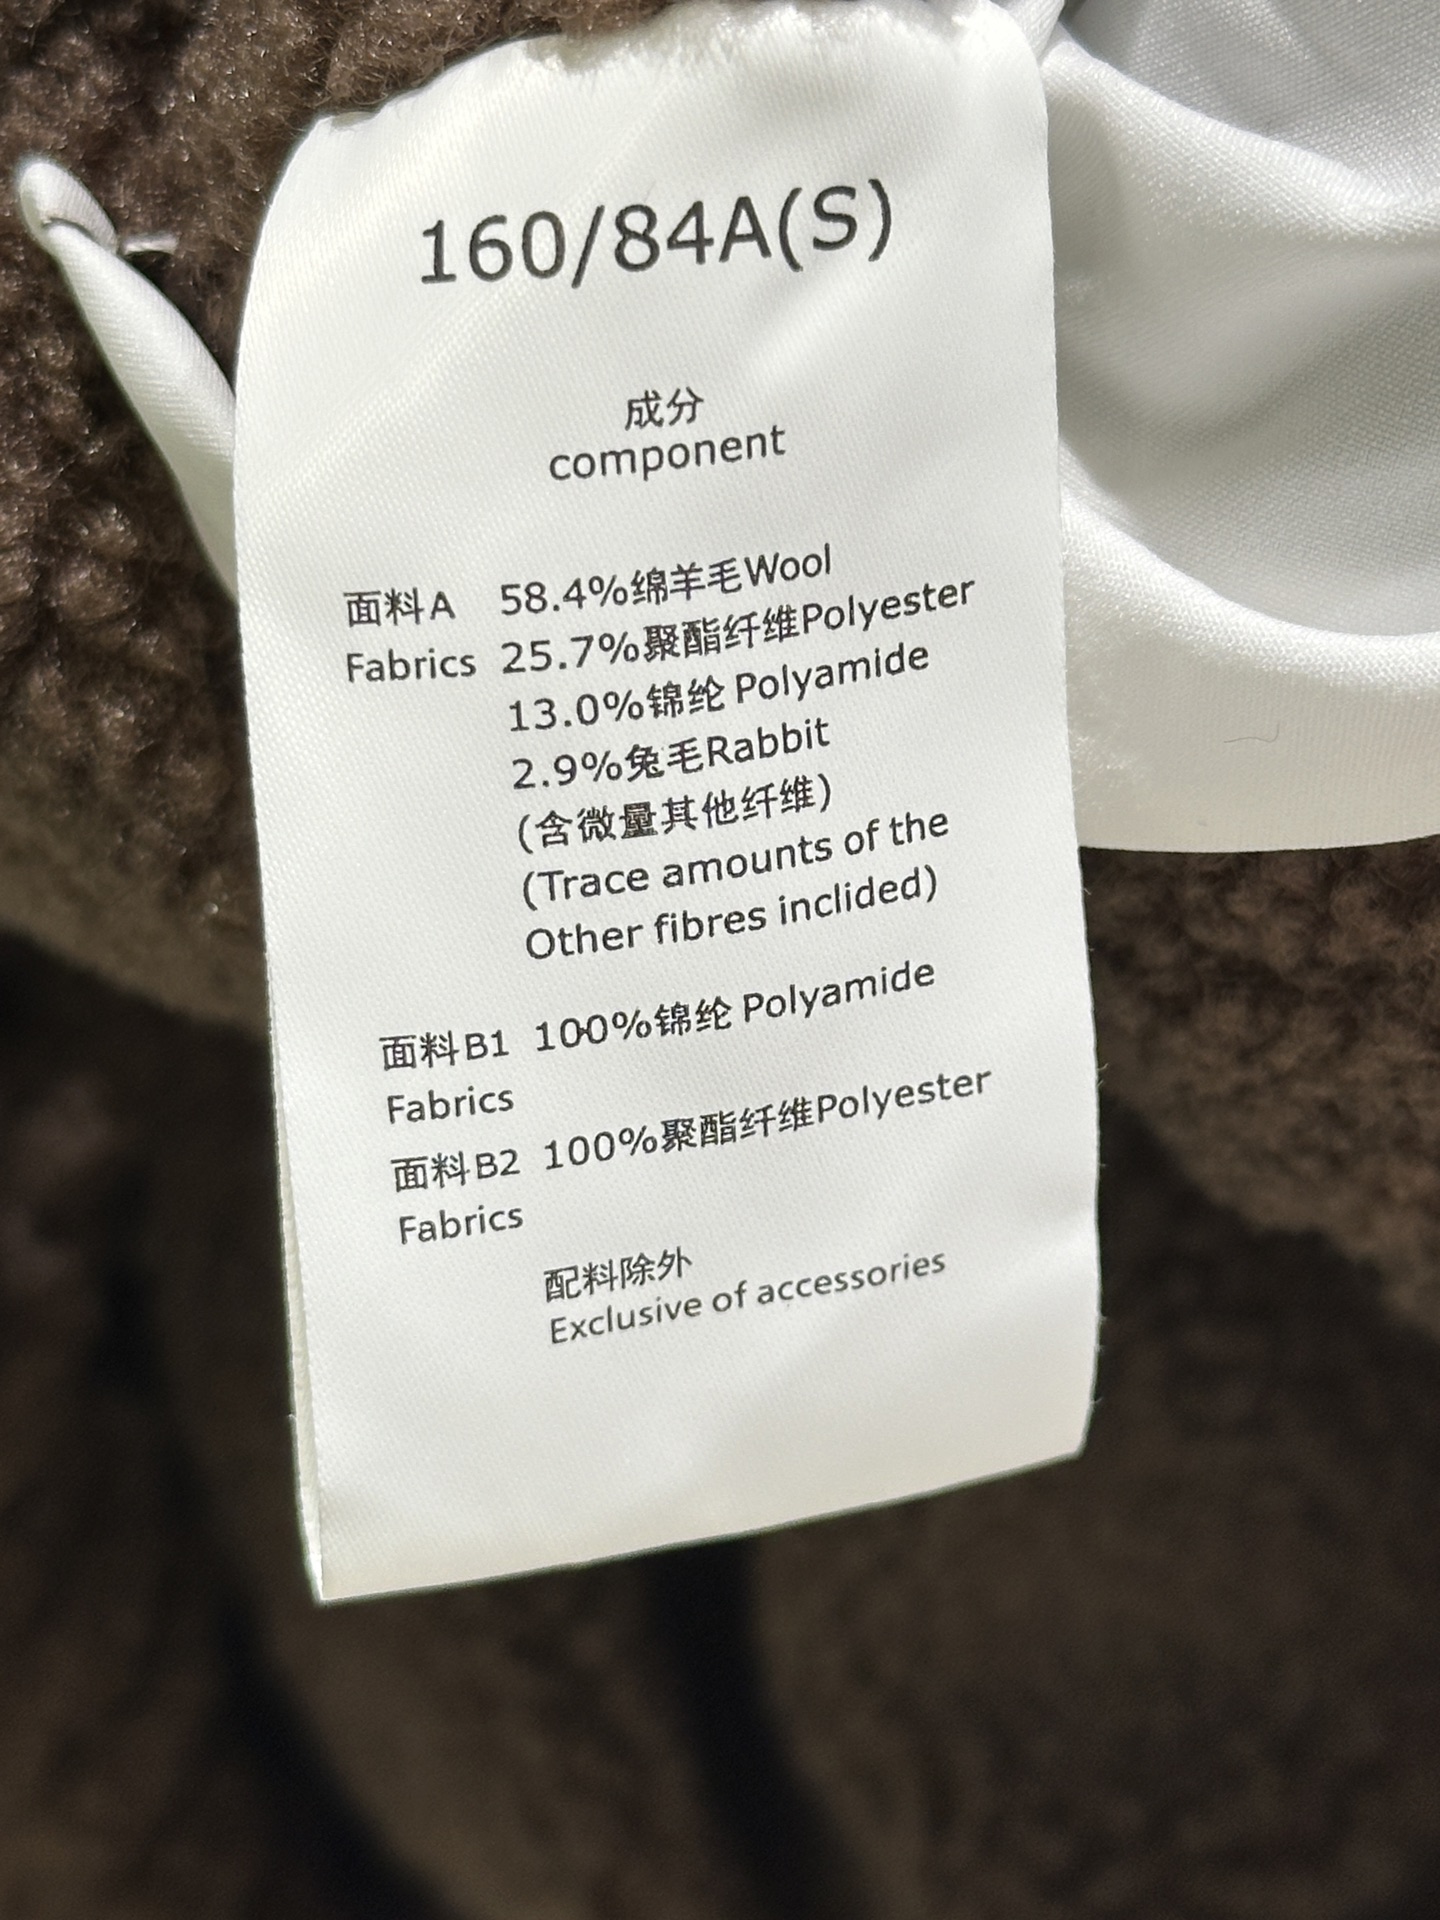 160/84A(S)
成分
component
面料A 58.4%绵羊毛Wool
Fabrics 25.7%聚酯纤维Polyester
13.0%锦纶 Polyamide
2.9%兔毛Rabbit
(含微量其他纤维)
(Trace amounts of the
Other fibres inclided)
面料B1 100%锦纶 Polyamide
Fabrics
面料B2 100%聚酯纤维Polyester
Fabrics
配料除外
Exclusive of accessories